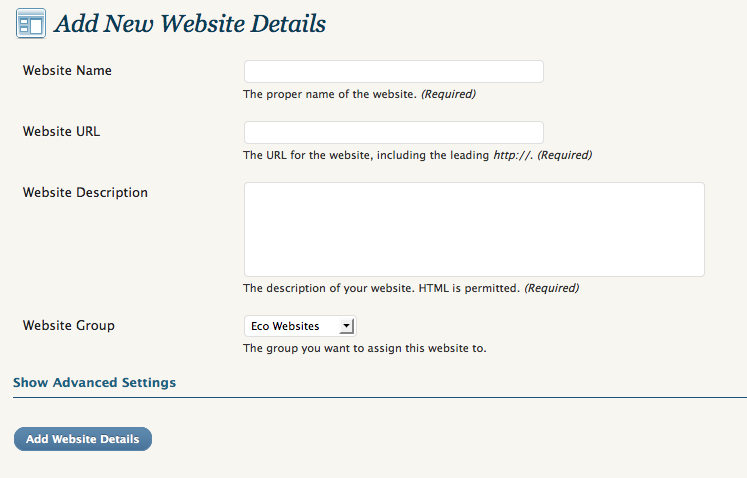 Add New Website Details
Website Name
The proper name of the website. (Required)
Website URL
The URL for the website, including the leading http://. (Required)
Website Description
The description of your website. HTML is permitted. (Required)
Website Group
Eco Websites
The group you want to assign this website to.
Show Advanced Settings
Add Website Details